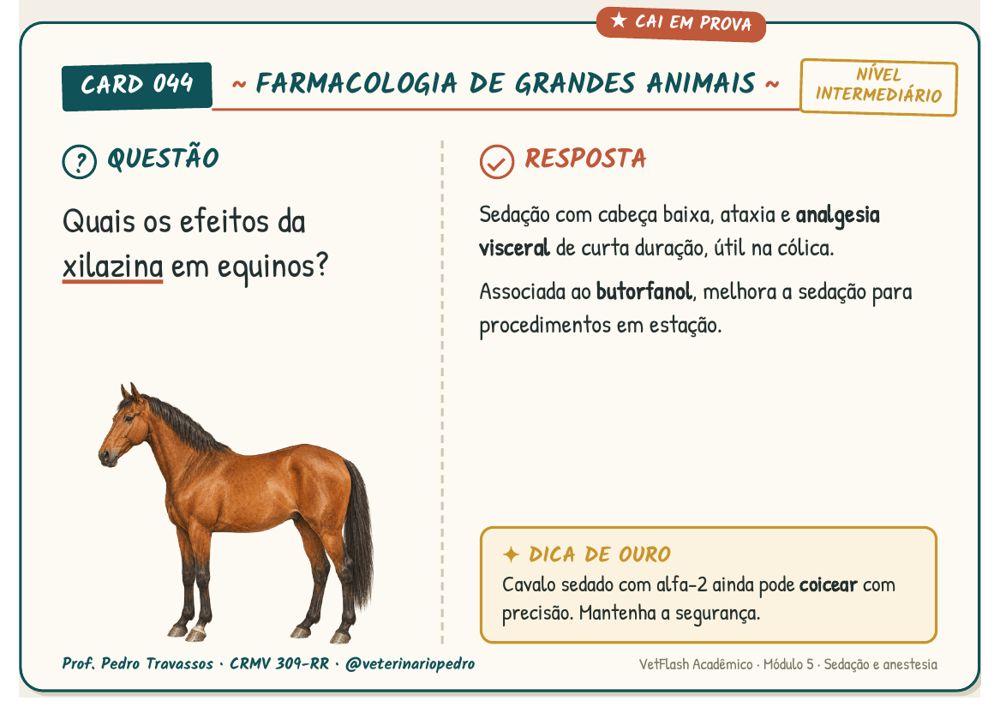 ★ CAI EM PROVA
CARD 044
~ FARMACOLOGIA DE GRANDES ANIMAIS ~
NÍVEL
INTERMEDIÁRIO
? QUESTÃO
Quais os efeitos da
xilazina em equinos?
RESPOSTA
Sedação com cabeça baixa, ataxia e analgesia
visceral de curta duração, útil na cólica.
Associada ao butorfanol, melhora a sedação para
procedimentos em estação.
✦ DICA DE OURO
Cavalo sedado com alfa-2 ainda pode coicear com
precisão. Mantenha a segurança.
Prof. Pedro Travassos · CRMV 309-RR · @veterinariopedro
VetFlash Acadêmico · Módulo 5 · Sedação e anestesia